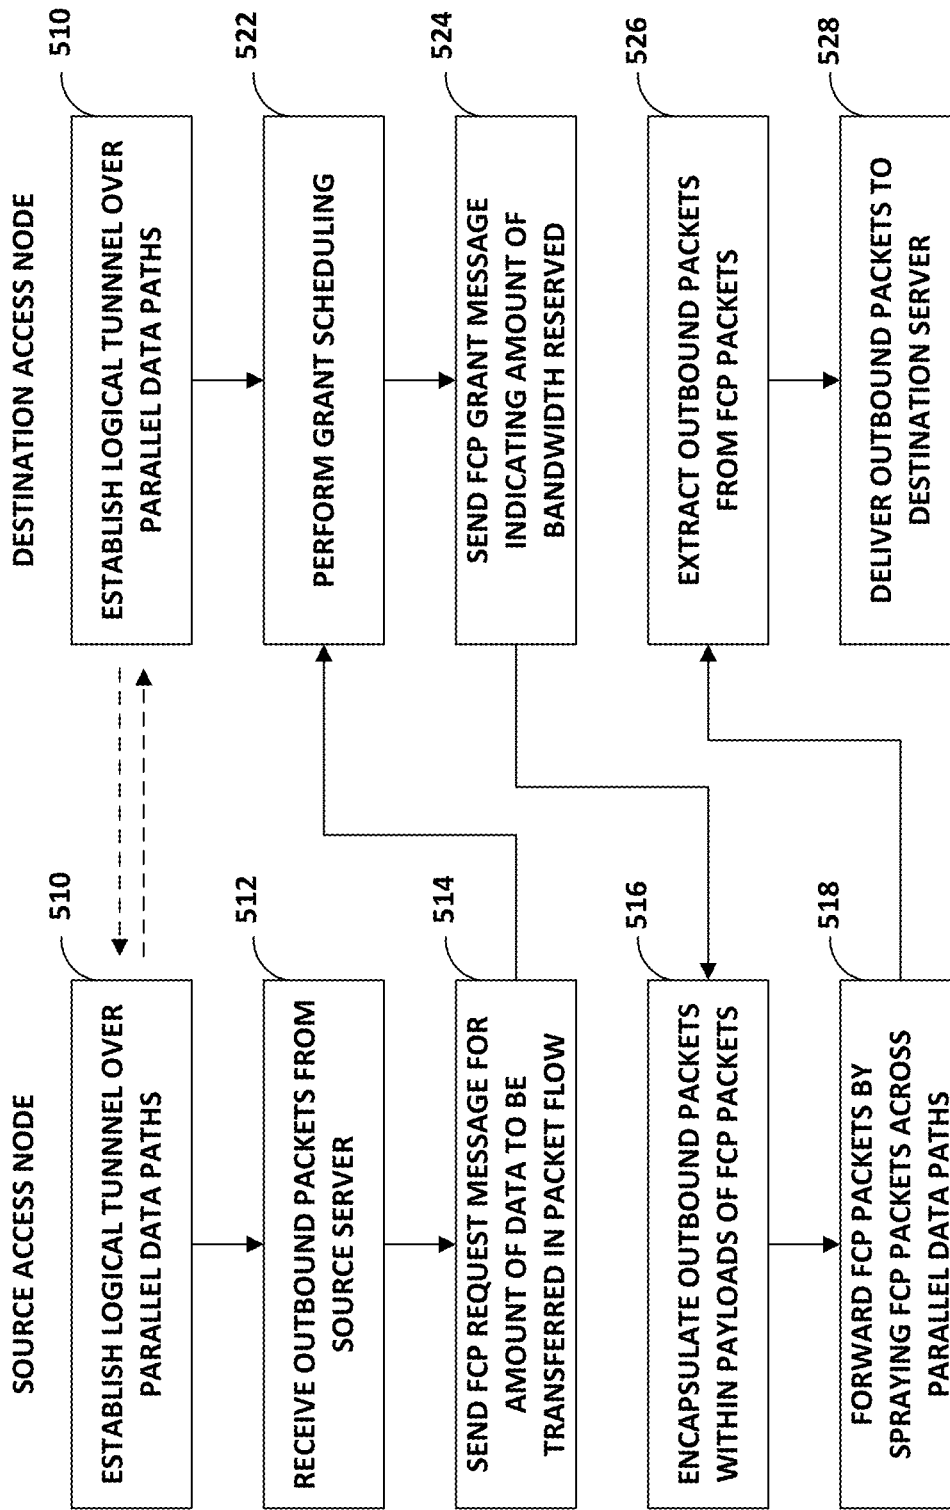 SOURCE ACCESS NODE
510
ESTABLISH LOGICAL TUNNNEL OVER
PARALLEL DATA PATHS
512
RECEIVE OUTBOUND PACKETS FROM
SOURCE SERVER
514
SEND FCP REQUEST MESSAGE FOR
AMOUNT OF DATA TO BE
TRANSFERRED IN PACKET FLOW
516
ENCAPSULATE OUTBOUND PACKETS
WITHIN PAYLOADS OF FCP PACKETS
518
FORWARD FCP PACKETS BY
SPRAYING FCP PACKETS ACROSS
PARALLEL DATA PATHS
DESTINATION ACCESS NODE
510
ESTABLISH LOGICAL TUNNNEL OVER
PARALLEL DATA PATHS
522
PERFORM GRANT SCHEDULING
524
SEND FCP GRANT MESSAGE
INDICATING AMOUNT OF
BANDWIDTH RESERVED
526
EXTRACT OUTBOUND PACKETS
FROM FCP PACKETS
528
DELIVER OUTBOUND PACKETS TO
DESTINATION SERVER